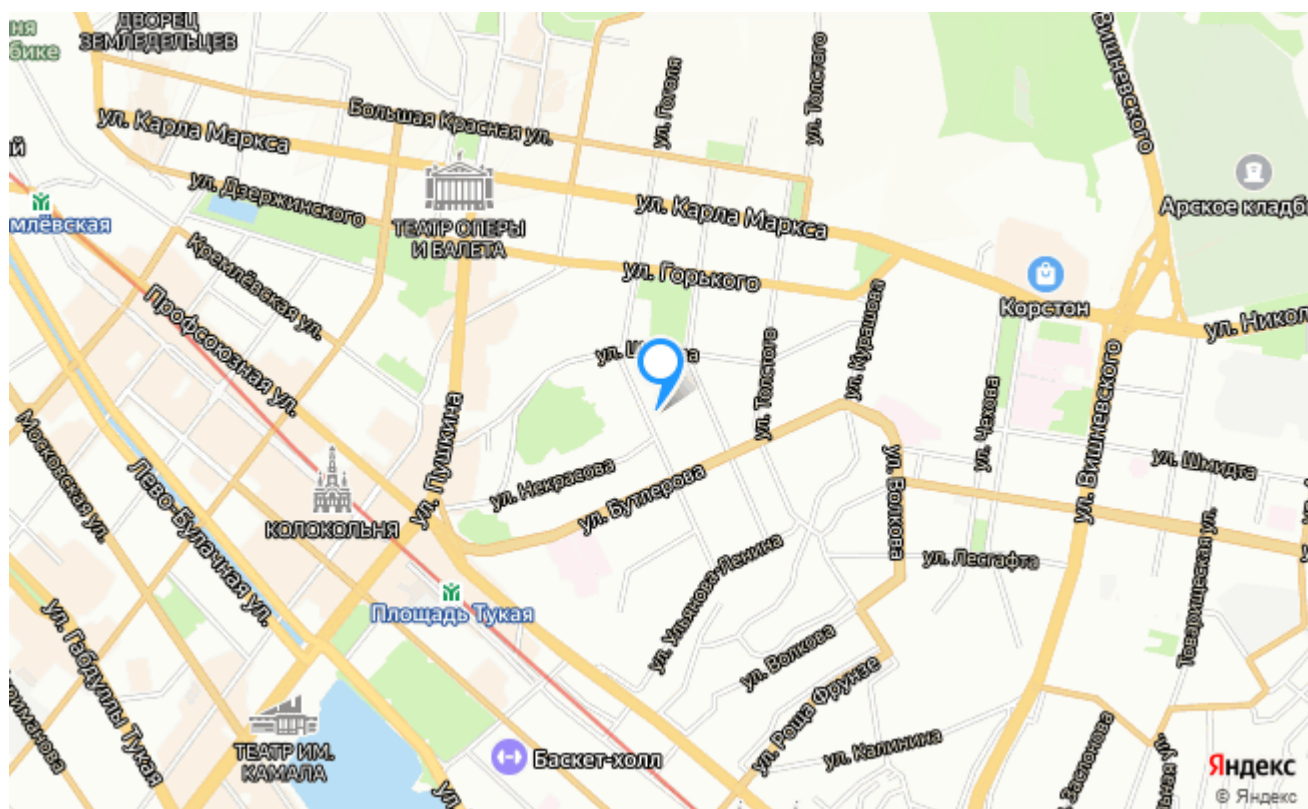 ДВОРЕЦ
ЗЕМЛЕДЕЛЬЦЕВ
ул. Карла Маркса
Большая Красная ул.
ул. Гоголя
ул. Толстого
Вишневского
Арское кладб
млёвская
ул. Дзержинского
ТЕАТР ОПЕРЫ
И БАЛЕТА
ул. Карла Маркса
Кремлёвская ул.
ул. Горького
Корстон
ул. Никол
Профсоюзная ул.
ул. Толстого
ул. Курашова
ул. Чехова
ул. Вишневского
ул. Шмидта
Московская ул.
Лево-Булачная ул.
ул. Пушкина
ул. Некрасова
ул. Бутлерова
ул. Волкова
КОЛОКОЛЬНЯ
ул. Лесгафта
Товарищеская ул.
Площадь Тукая
ул. Ульянова-Ленина
ул. Габдуллы Тукая
ул. Волкова
ул. Роща Фрунзе
ул. Калинина
ТЕАТР ИМ.
КАМАЛА
Баскет-холл
ул.
Заслонова
Яндекс
© Яндекс